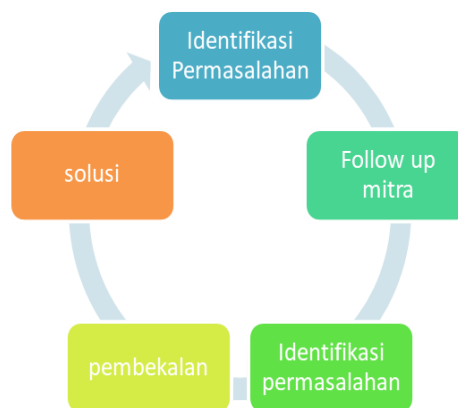 Identifikasi
Permasalahan
Follow up
mitra
Identifikasi
permasalahan
pembekalan
solusi